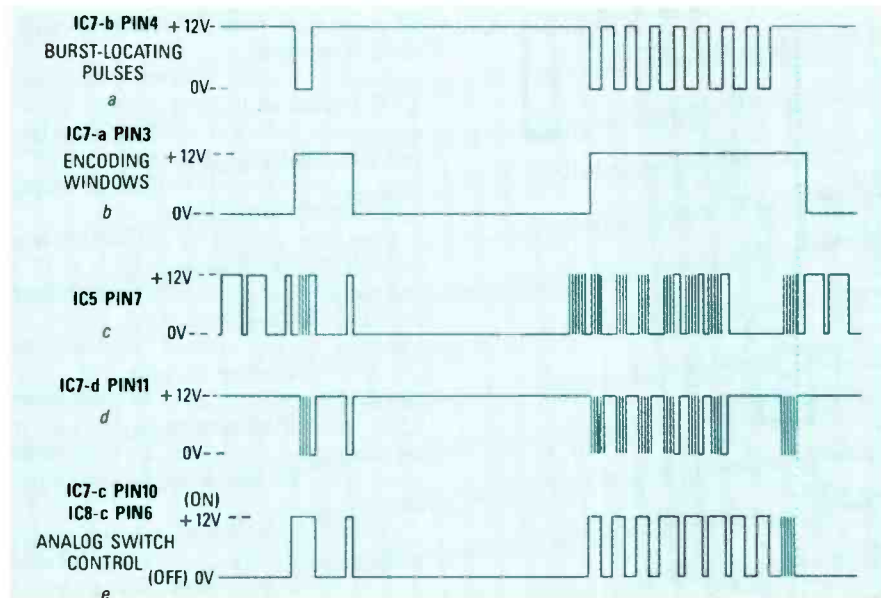 IC7-b PIN4
+12V-
BURST-LOCATING
PULSES
0V--
a
IC7-a PIN3
+12V--
ENCODING
WINDOWS
b
0V--
+12V--
IC5 PIN7
c
0V--
IC7-d PIN11
+12V--
d
0V--
IC7-c PIN10
(ON)
IC8-c PIN6
+12V--
ANALOG SWITCH
CONTROL
(OFF) 0V
e